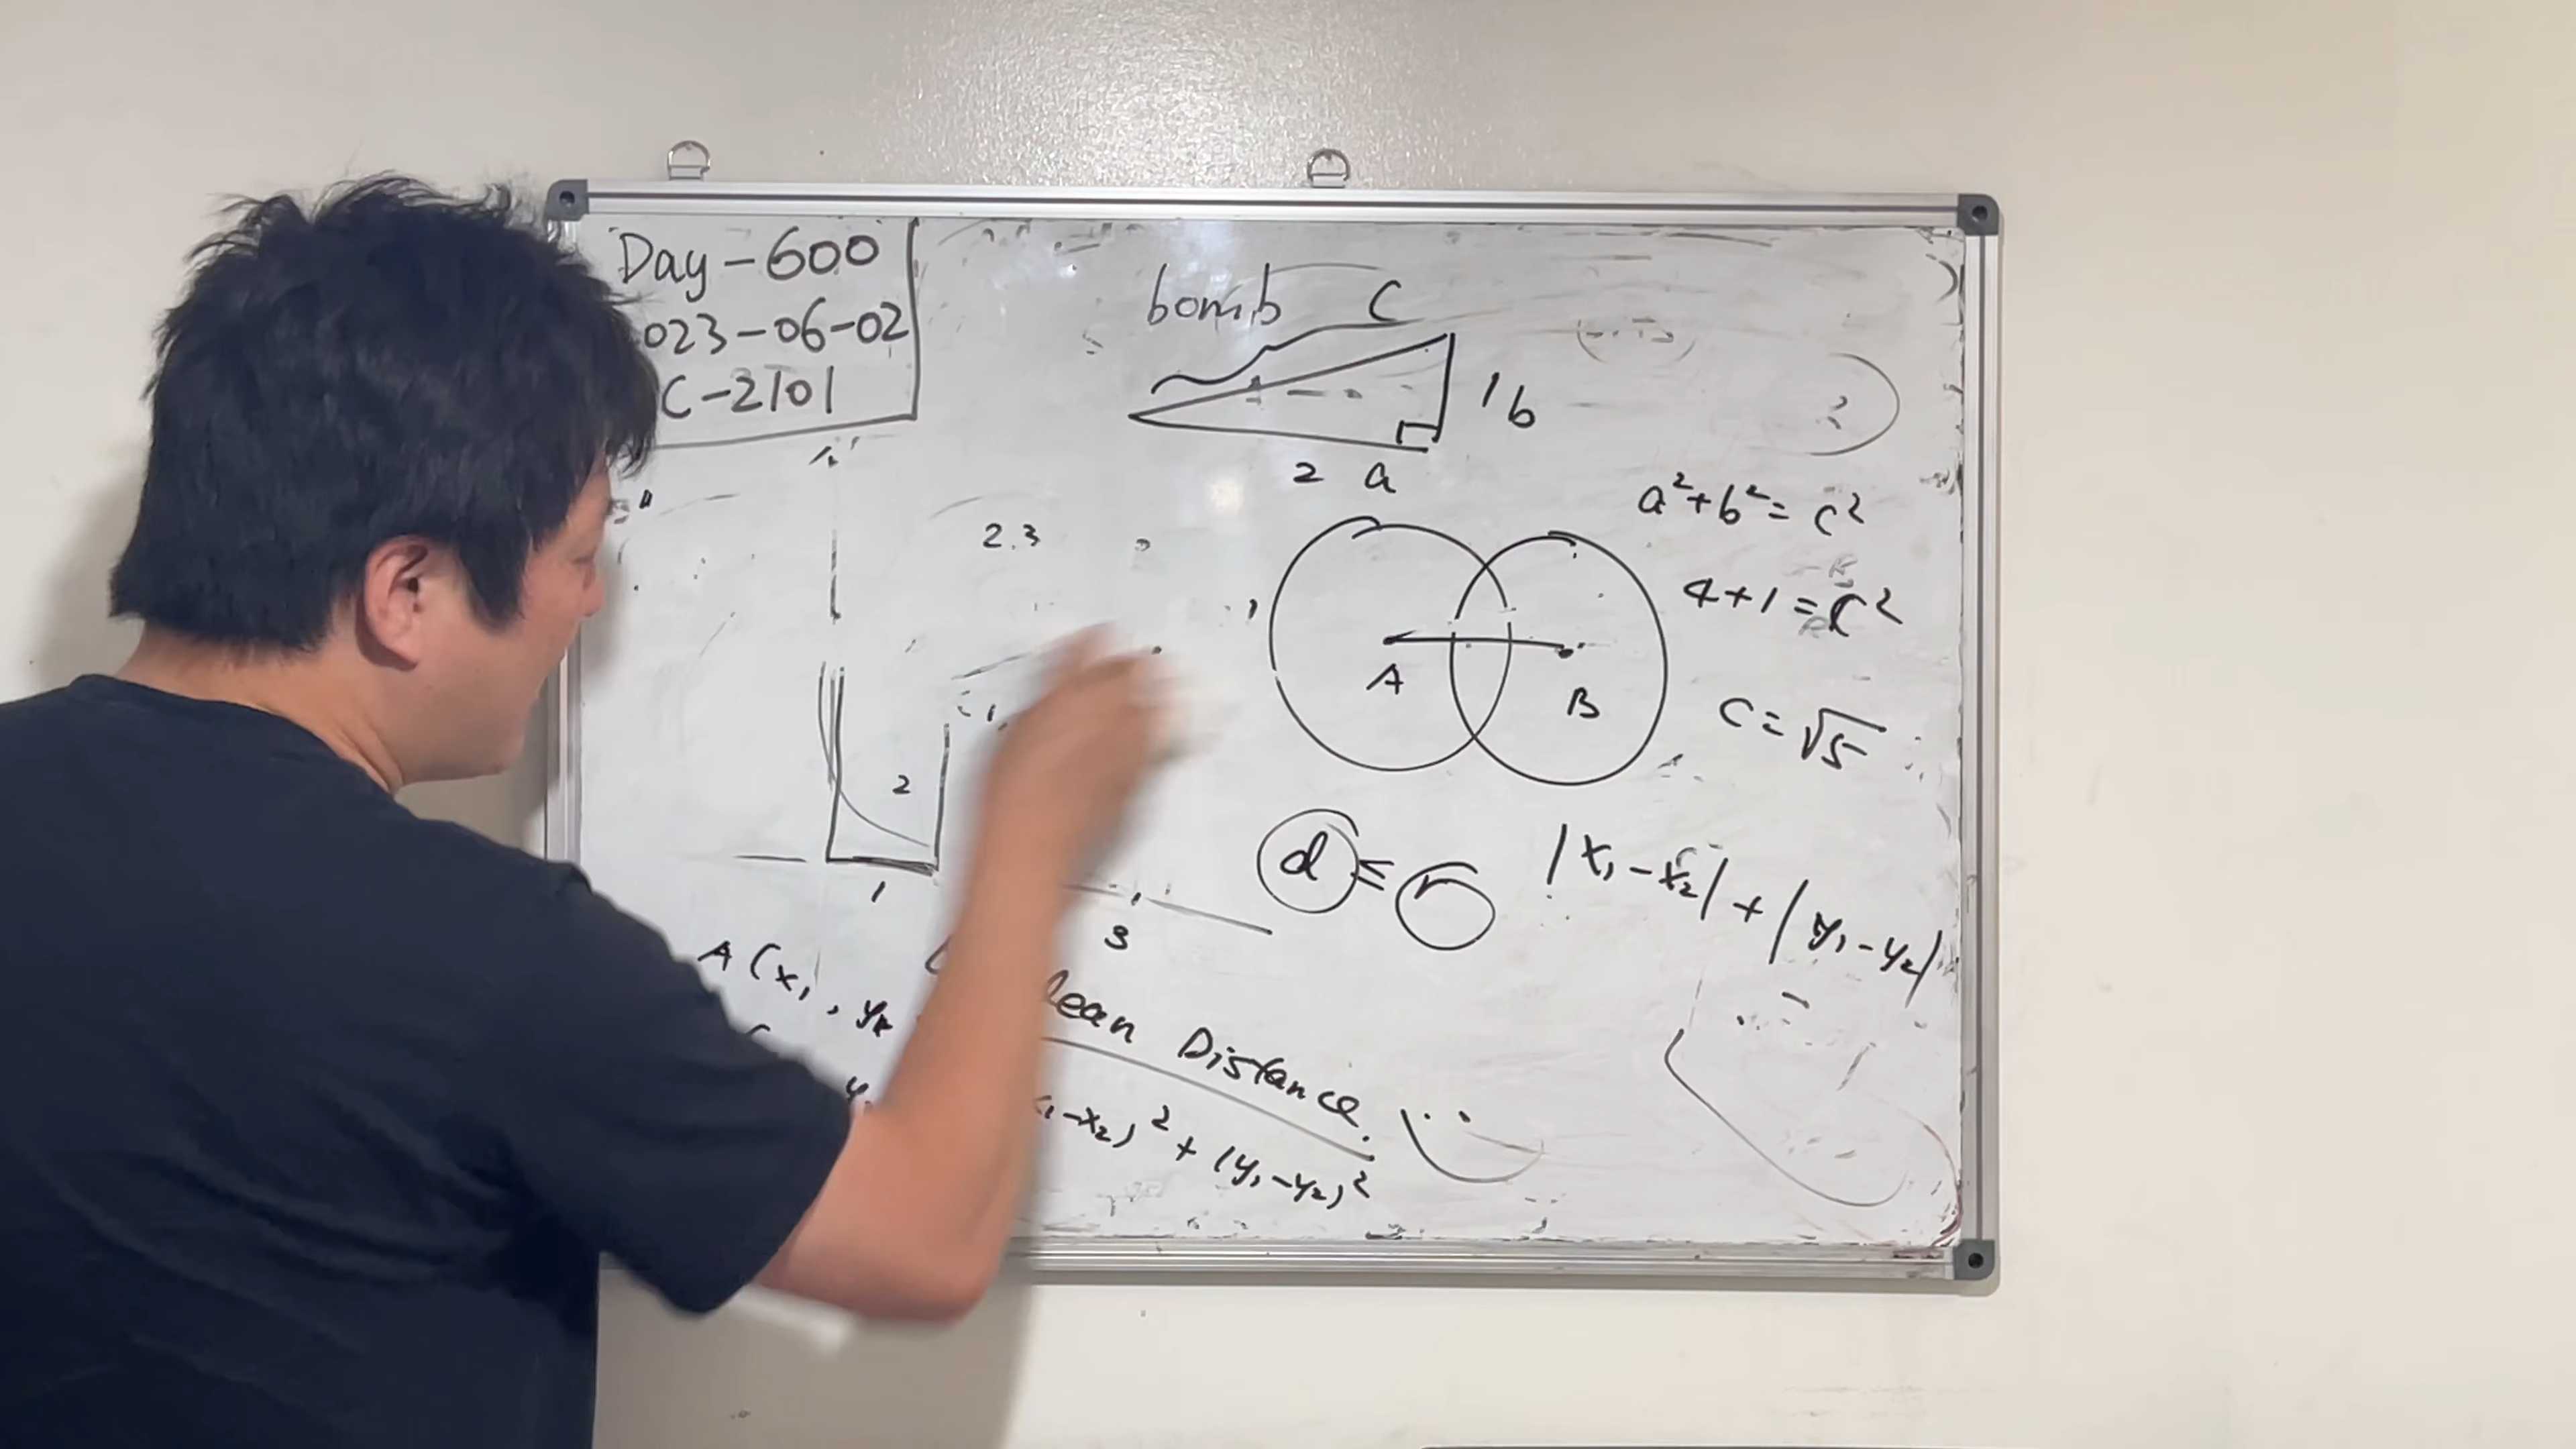 Day-600
023-06-02
C-2101
bomb C
1 b
2 a
a²+b²=c²
2.3
4+1=C²
A
B
C=√5
2
1
3
d≤r
|x₁-x₂|+|y₁-y₂|
A(x₁, y₁
lean Distance.
-x₂)²+(y₁-y₂)²